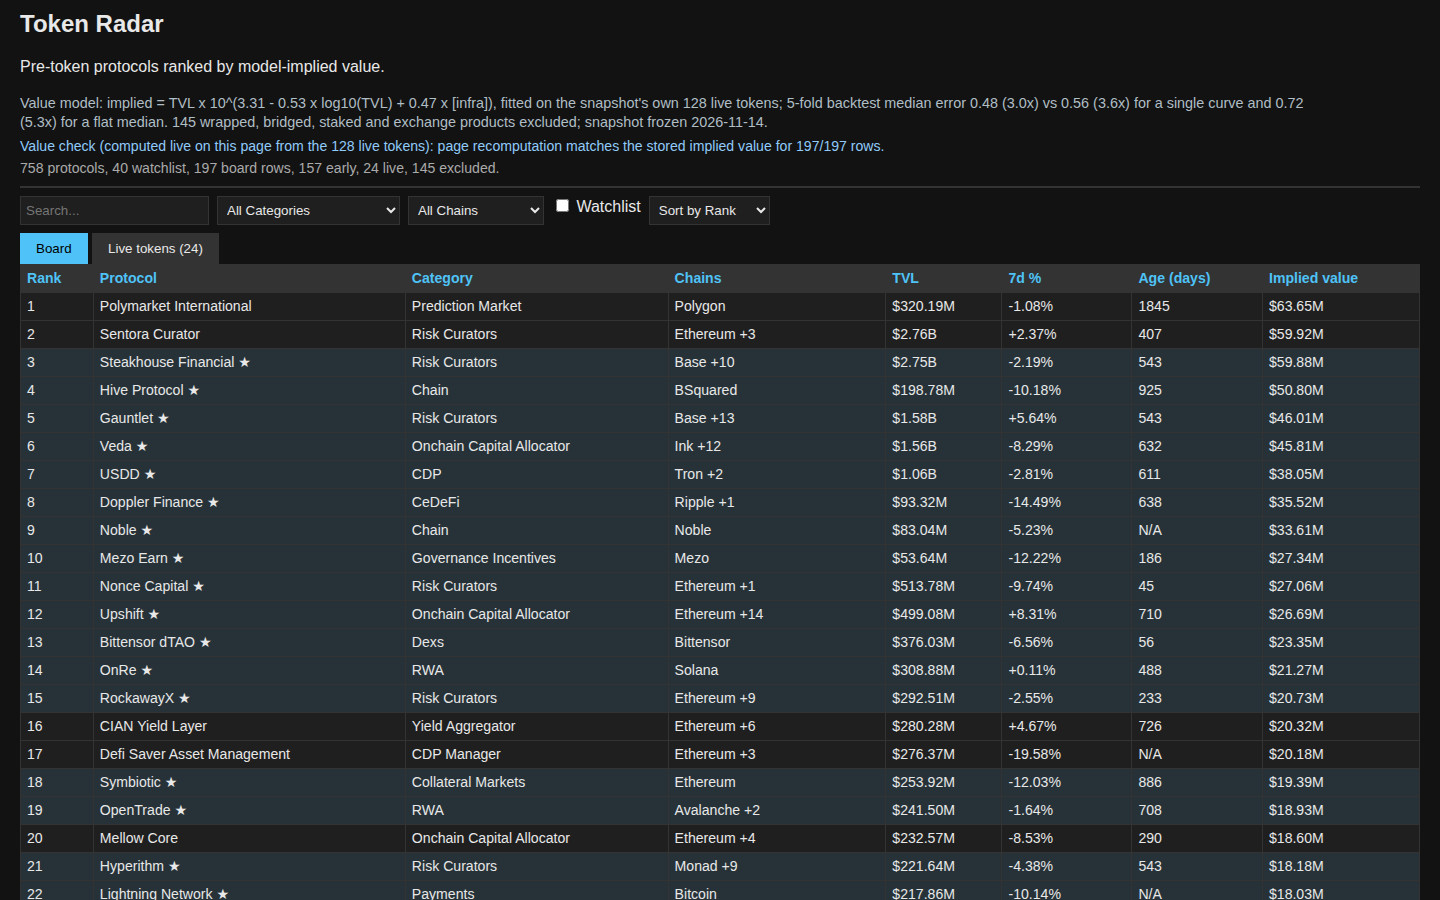 Token Radar
Pre-token protocols ranked by model-implied value.
Value model: implied = TVL x 10^(3.31 - 0.53 x log10(TVL) + 0.47 x [infra]), fitted on the snapshot's own 128 live tokens; 5-fold backtest median error 0.48 (3.0x) vs 0.56 (3.6x) for a single curve and 0.72
(5.3x) for a flat median. 145 wrapped, bridged, staked and exchange products excluded; snapshot frozen 2026-11-14.
Value check (computed live on this page from the 128 live tokens): page recomputation matches the stored implied value for 197/197 rows.
758 protocols, 40 watchlist, 197 board rows, 157 early, 24 live, 145 excluded.
Search... All Categories All Chains Watchlist Sort by Rank
Board Live tokens (24)
Rank Protocol Category Chains TVL 7d % Age (days) Implied value
1 Polymarket International Prediction Market Polygon $320.19M -1.08% 1845 $63.65M
2 Sentora Curator Risk Curators Ethereum +3 $2.76B +2.37% 407 $59.92M
3 Steakhouse Financial ★ Risk Curators Base +10 $2.75B -2.19% 543 $59.88M
4 Hive Protocol ★ Chain BSquared $198.78M -10.18% 925 $50.80M
5 Gauntlet ★ Risk Curators Base +13 $1.58B +5.64% 543 $46.01M
6 Veda ★ Onchain Capital Allocator Ink +12 $1.56B -8.29% 632 $45.81M
7 USDD ★ CDP Tron +2 $1.06B -2.81% 611 $38.05M
8 Doppler Finance ★ CeDeFi Ripple +1 $93.32M -14.49% 638 $35.52M
9 Noble ★ Chain Noble $83.04M -5.23% N/A $33.61M
10 Mezo Earn ★ Governance Incentives Mezo $53.64M -12.22% 186 $27.34M
11 Nonce Capital ★ Risk Curators Ethereum +1 $513.78M -9.74% 45 $27.06M
12 Upshift ★ Onchain Capital Allocator Ethereum +14 $499.08M +8.31% 710 $26.69M
13 Bittensor dTAO ★ Dexs Bittensor $376.03M -6.56% 56 $23.35M
14 OnRe ★ RWA Solana $308.88M +0.11% 488 $21.27M
15 RockawayX ★ Risk Curators Ethereum +9 $292.51M -2.55% 233 $20.73M
16 CIAN Yield Layer Yield Aggregator Ethereum +6 $280.28M +4.67% 726 $20.32M
17 Defi Saver Asset Management CDP Manager Ethereum +3 $276.37M -19.58% N/A $20.18M
18 Symbiotic ★ Collateral Markets Ethereum $253.92M -12.03% 886 $19.39M
19 OpenTrade ★ RWA Avalanche +2 $241.50M -1.64% 708 $18.93M
20 Mellow Core Onchain Capital Allocator Ethereum +4 $232.57M -8.53% 290 $18.60M
21 Hyperithm ★ Risk Curators Monad +9 $221.64M -4.38% 543 $18.18M
22 Lightning Network ★ Payments Bitcoin $217.86M -10.14% N/A $18.03M